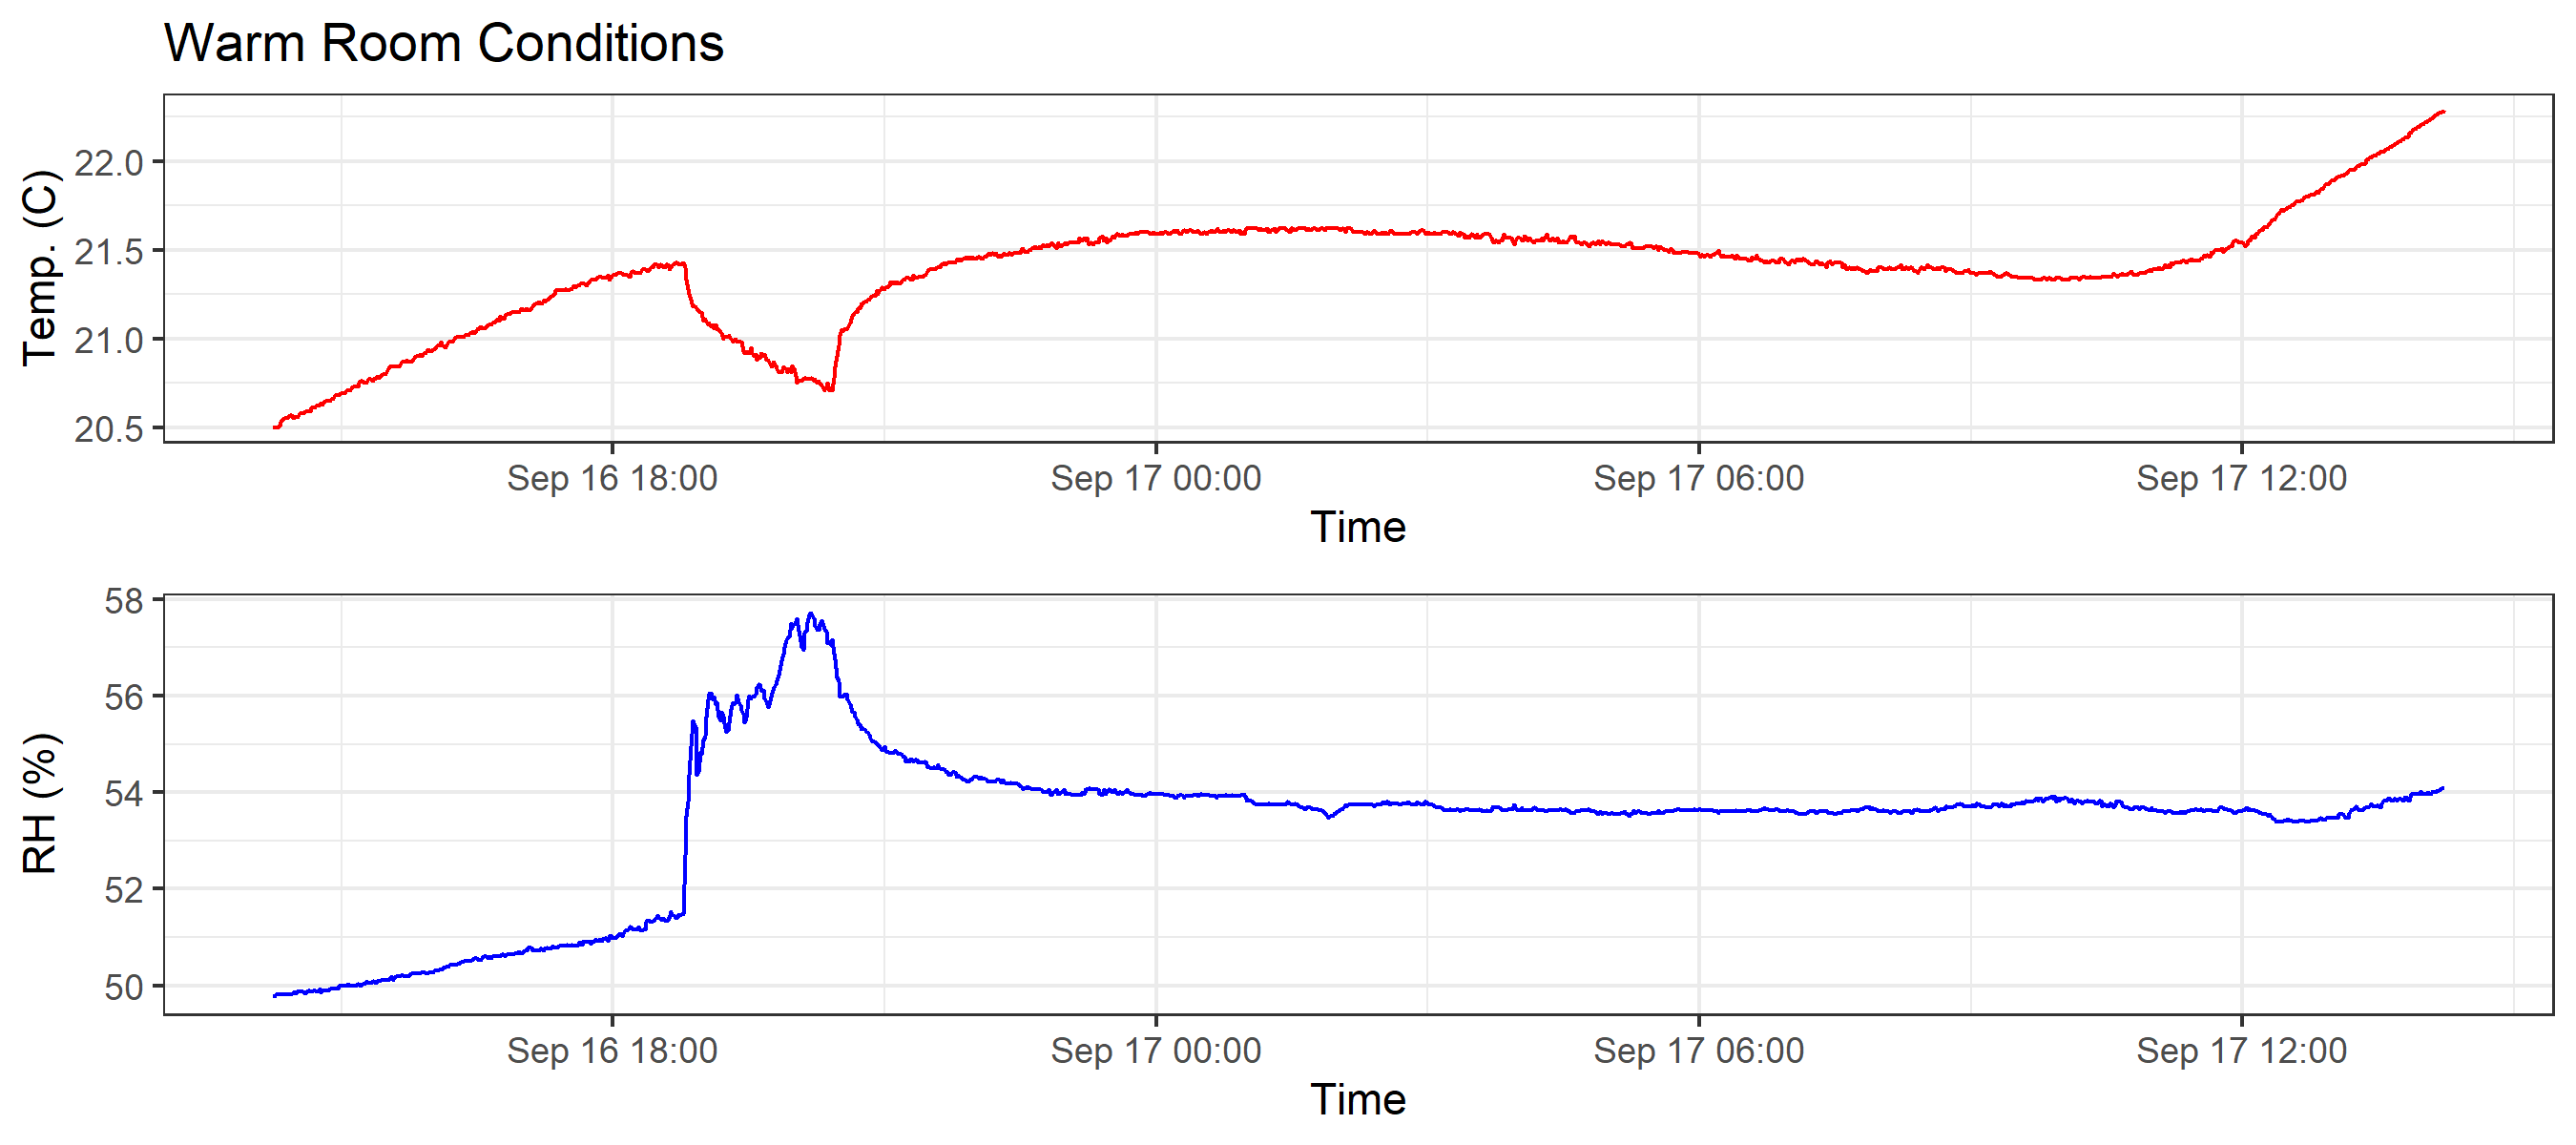 Warm Room Conditions
Temp. (C)
22.0
21.5
21.0
20.5
Sep 16 18:00 Sep 17 00:00 Sep 17 06:00 Sep 17 12:00
Time
RH (%)
58
56
54
52
50
Sep 16 18:00 Sep 17 00:00 Sep 17 06:00 Sep 17 12:00
Time